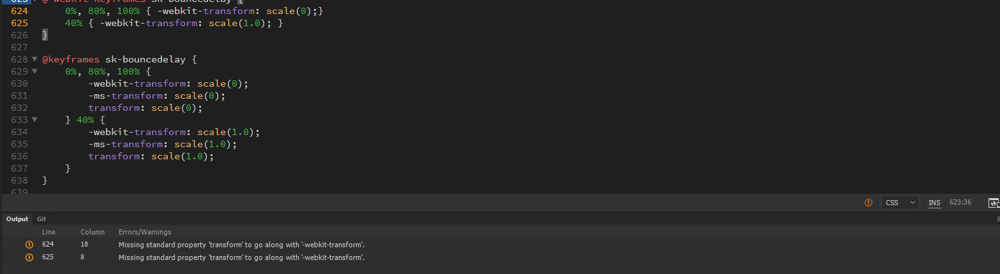 623 @-webkit-keyframes sk-bouncedelay {
624 0%, 80%, 100% { -webkit-transform: scale(0);}
625 40% { -webkit-transform: scale(1.0); }
626 }
627
628 @keyframes sk-bouncedelay {
629 0%, 80%, 100% {
630 -webkit-transform: scale(0);
631 -ms-transform: scale(0);
632 transform: scale(0);
633 } 40% {
634 -webkit-transform: scale(1.0);
635 -ms-transform: scale(1.0);
636 transform: scale(1.0);
637 }
638 }
639
CSS INS 623:36
Output Git
Line Column Errors/Warnings
624 18 Missing standard property 'transform' to go along with '-webkit-transform'.
625 8 Missing standard property 'transform' to go along with '-webkit-transform'.